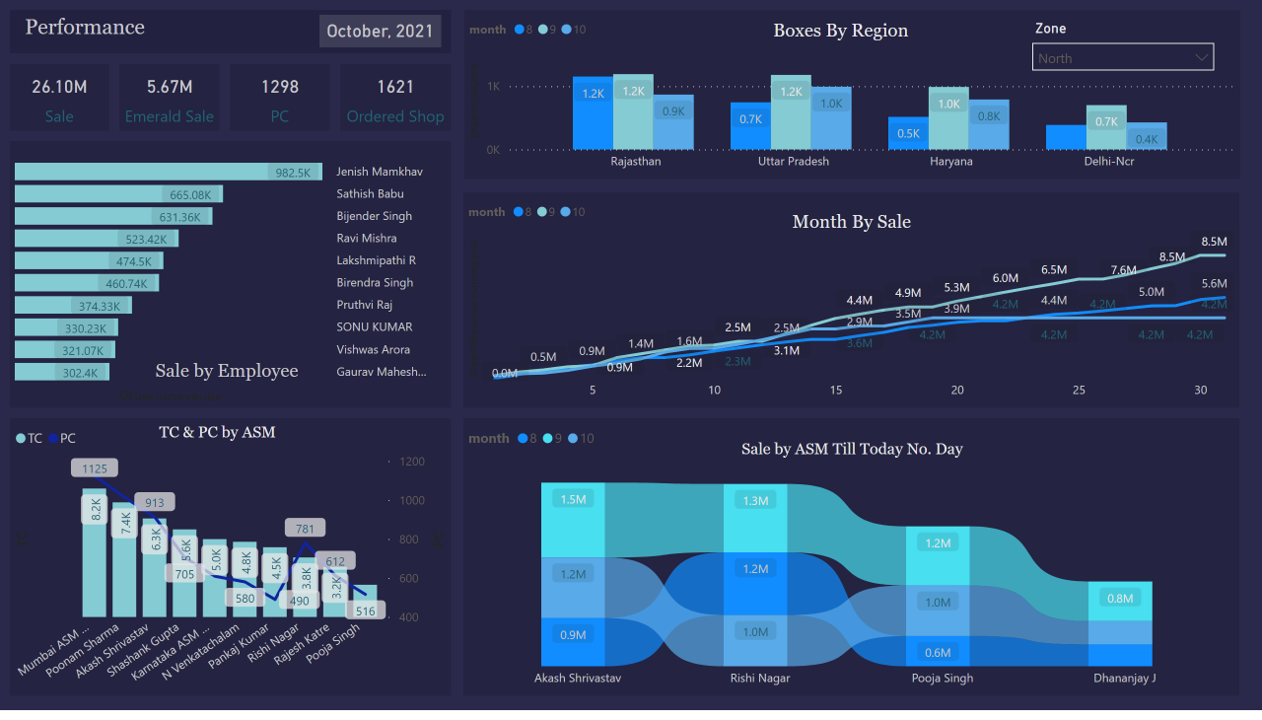 Performance
October, 2021
26.10M
Sale
5.67M
Emerald Sale
1298
PC
1621
Ordered Shop
982.5K Jenish Mamkhav
665.08K Sathish Babu
631.36K Bijender Singh
523.42K Ravi Mishra
474.5K Lakshmipathi R
460.74K Birendra Singh
374.33K Pruthvi Raj
330.23K SONU KUMAR
321.07K Vishwas Arora
302.4K Gaurav Mahesh...
Sale by Employee
TC & PC by ASM
TC PC
1200
1000
800
600
400
1125
913
705
580
490
781
612
516
8.2K
7.4K
6.3K
5.6K
5.0K
4.8K
4.5K
3.8K
3.2K
Mumbai ASM ...
Poonam Sharma
Akash Shrivastav
Shashank Gupta
Karnataka ASM ...
N Venkatachalam
Pankaj Kumar
Rishi Nagar
Rajesh Katre
Pooja Singh
month 8 9 10
Boxes By Region
Zone
North
1K
0K
1.2K 1.2K 0.9K
0.7K 1.2K 1.0K
0.5K 1.0K 0.8K
0.7K 0.4K
Rajasthan Uttar Pradesh Haryana Delhi-Ncr
month 8 9 10
Month By Sale
0.0M 0.5M 0.9M 0.9M 1.4M 1.6M 2.2M 2.5M 2.3M 2.5M 3.1M 4.4M 2.9M 3.6M 4.9M 3.5M 4.2M 5.3M 3.9M 6.0M 4.2M 6.5M 4.4M 4.2M 7.6M 4.2M 5.0M 4.2M 8.5M 8.5M 5.6M 4.2M 4.2M
5 10 15 20 25 30
month 8 9 10
Sale by ASM Till Today No. Day
1.5M 1.3M 1.2M 0.8M
1.2M 1.2M 1.0M
0.9M 1.0M 0.6M
Akash Shrivastav Rishi Nagar Pooja Singh Dhananjay J